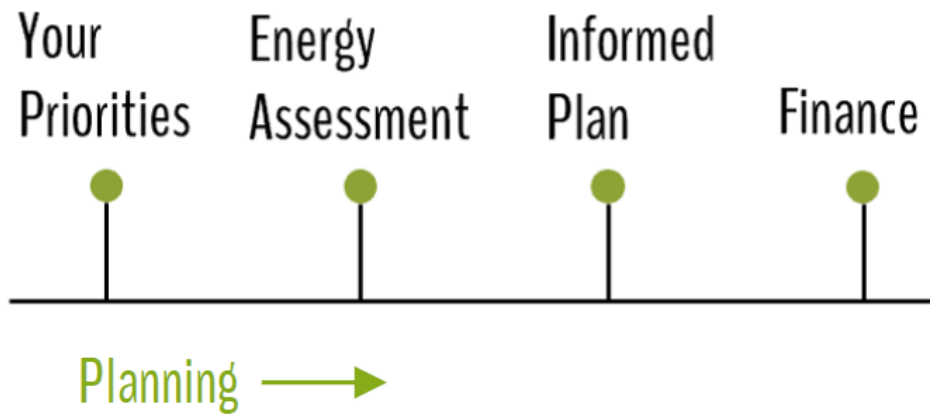 Your
Priorities
Energy
Assessment
Informed
Plan
Finance
Planning